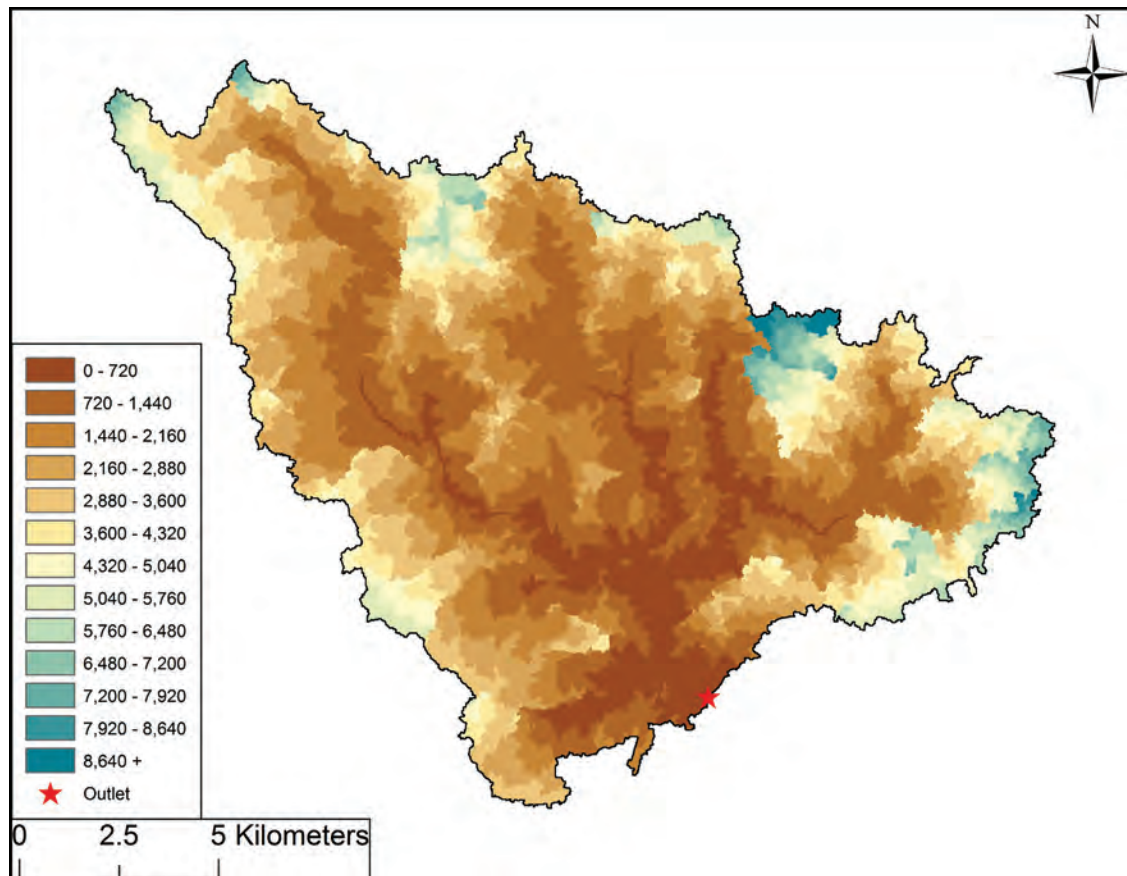 N
0 - 720
720 - 1,440
1,440 - 2,160
2,160 - 2,880
2,880 - 3,600
3,600 - 4,320
4,320 - 5,040
5,040 - 5,760
5,760 - 6,480
6,480 - 7,200
7,200 - 7,920
7,920 - 8,640
8,640 +
Outlet
0 2.5 5 Kilometers